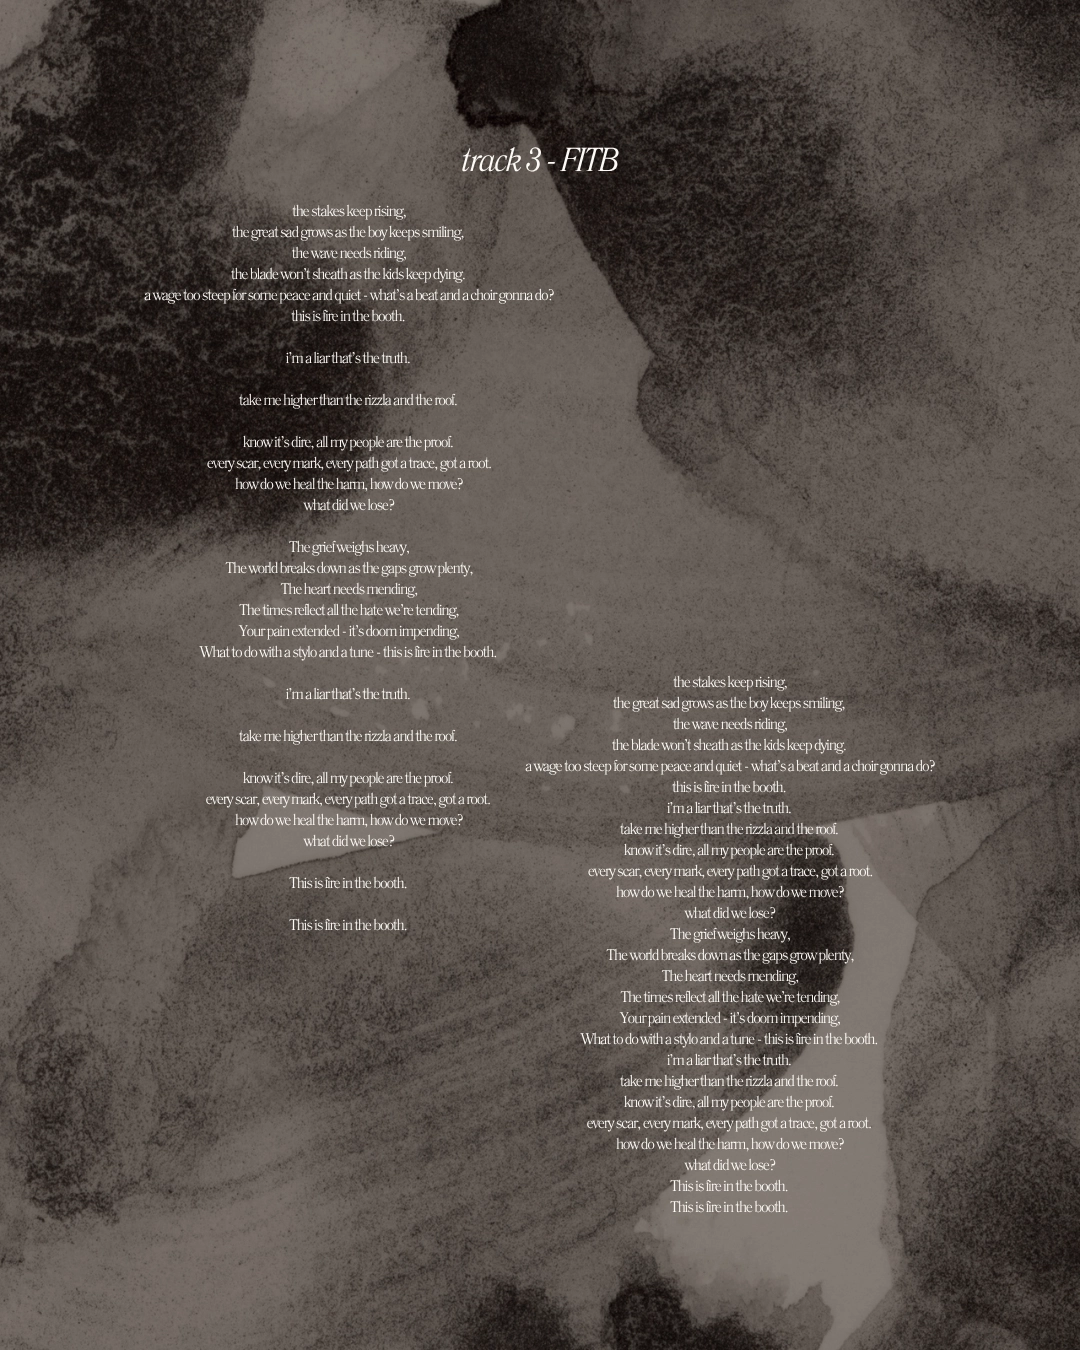 track 3 - FITB
the stakes keep rising,
the great sad grows as the boy keeps smiling,
the wave needs riding,
the blade won't sheath as the kids keep dying.
a wage too steep for some peace and quiet - what's a beat and a choir gonna do?
this is fire in the booth.
i'm a liar that's the truth.
take me higher than the rizzla and the roof.
know it's dire, all my people are the proof.
every scar, every mark, every path got a trace, got a root.
how do we heal the harm, how do we move?
what did we lose?
The grief weighs heavy,
The world breaks down as the gaps grow plenty,
The heart needs mending,
The times reflect all the hate we're tending,
Your pain extended - it's doom impending,
What to do with a stylo and a tune - this is fire in the booth.
i'm a liar that's the truth.
take me higher than the rizzla and the roof.
know it's dire, all my people are the proof.
every scar, every mark, every path got a trace, got a root.
how do we heal the harm, how do we move?
what did we lose?
This is fire in the booth.
This is fire in the booth.
the stakes keep rising,
the great sad grows as the boy keeps smiling,
the wave needs riding,
the blade won't sheath as the kids keep dying.
a wage too steep for some peace and quiet - what's a beat and a choir gonna do?
this is fire in the booth.
i'm a liar that's the truth.
take me higher than the rizzla and the roof.
know it's dire, all my people are the proof.
every scar, every mark, every path got a trace, got a root.
how do we heal the harm, how do we move?
what did we lose?
The grief weighs heavy,
The world breaks down as the gaps grow plenty,
The heart needs mending,
The times reflect all the hate we're tending,
Your pain extended - it's doom impending,
What to do with a stylo and a tune - this is fire in the booth.
i'm a liar that's the truth.
take me higher than the rizzla and the roof.
know it's dire, all my people are the proof.
every scar, every mark, every path got a trace, got a root.
how do we heal the harm, how do we move?
what did we lose?
This is fire in the booth.
This is fire in the booth.